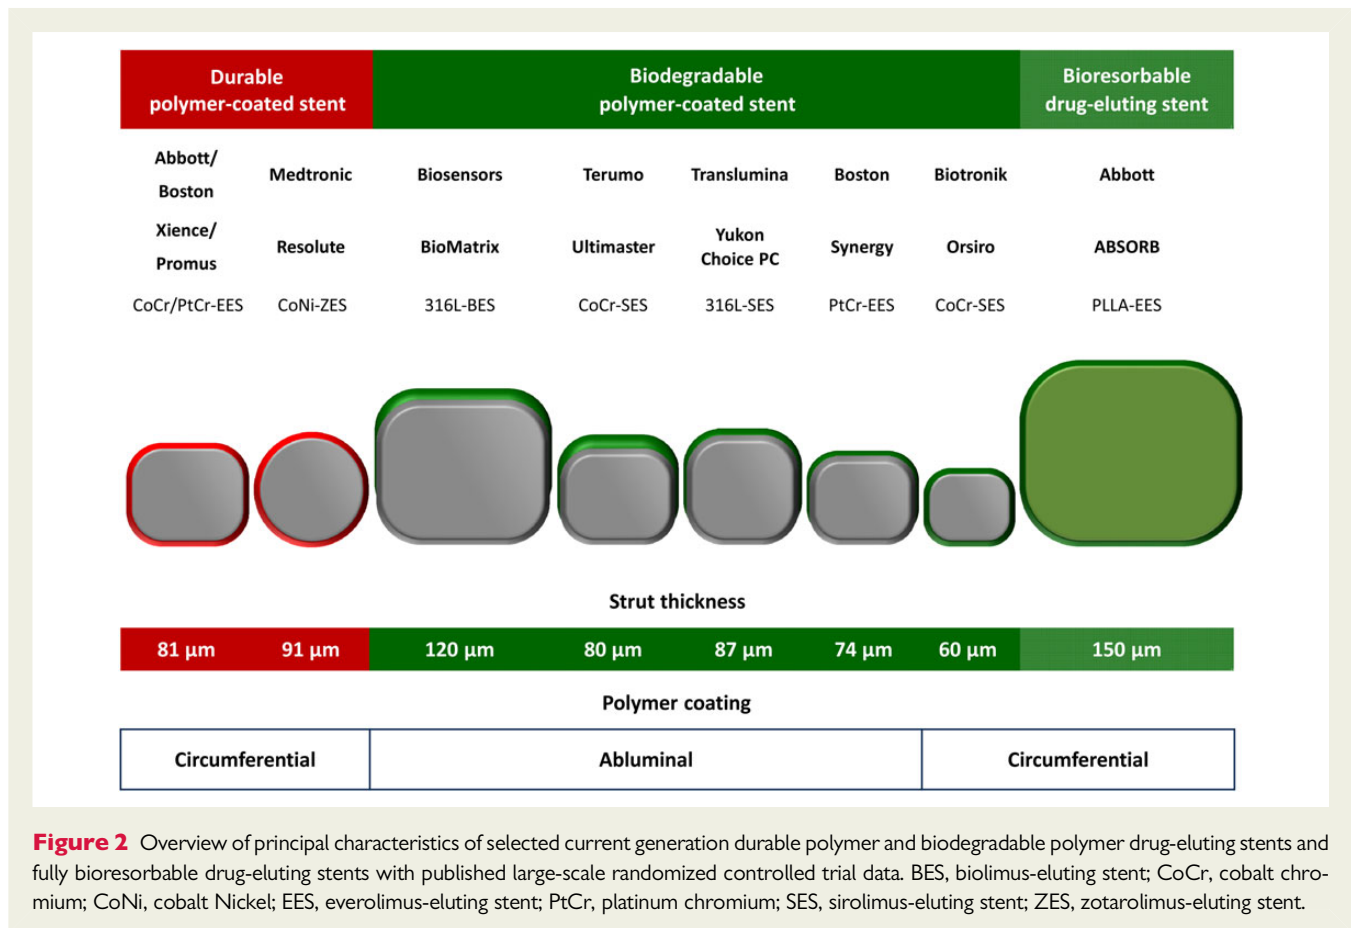 Durable
polymer-coated stent
Biodegradable
polymer-coated stent
Bioresorbable
drug-eluting stent
Abbott/
Boston
Medtronic
Biosensors
Terumo
Translumina
Boston
Biotronik
Abbott
Xience/
Promus
Resolute
BioMatrix
Ultimaster
Yukon
Choice PC
Synergy
Orsiro
ABSORB
CoCr/PtCr-EES
CoNi-ZES
316L-BES
CoCr-SES
316L-SES
PtCr-EES
CoCr-SES
PLLA-EES
Strut thickness
81 µm
91 µm
120 µm
80 µm
87 µm
74 µm
60 µm
150 µm
Polymer coating
Circumferential
Abluminal
Circumferential
Figure 2 Overview of principal characteristics of selected current generation durable polymer and biodegradable polymer drug-eluting stents and
fully bioresorbable drug-eluting stents with published large-scale randomized controlled trial data. BES, biolimus-eluting stent; CoCr, cobalt chro-
mium; CoNi, cobalt Nickel; EES, everolimus-eluting stent; PtCr, platinum chromium; SES, sirolimus-eluting stent; ZES, zotarolimus-eluting stent.